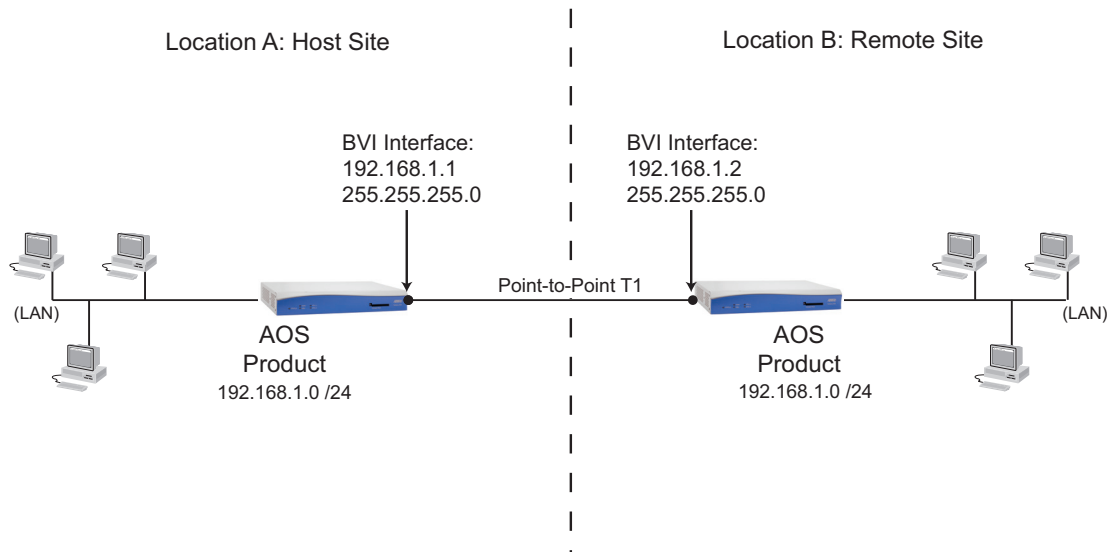 Location A: Host Site
Location B: Remote Site
BVI Interface:
192.168.1.1
255.255.255.0
BVI Interface:
192.168.1.2
255.255.255.0
Point-to-Point T1
(LAN)
(LAN)
AOS
Product
192.168.1.0 /24
AOS
Product
192.168.1.0 /24